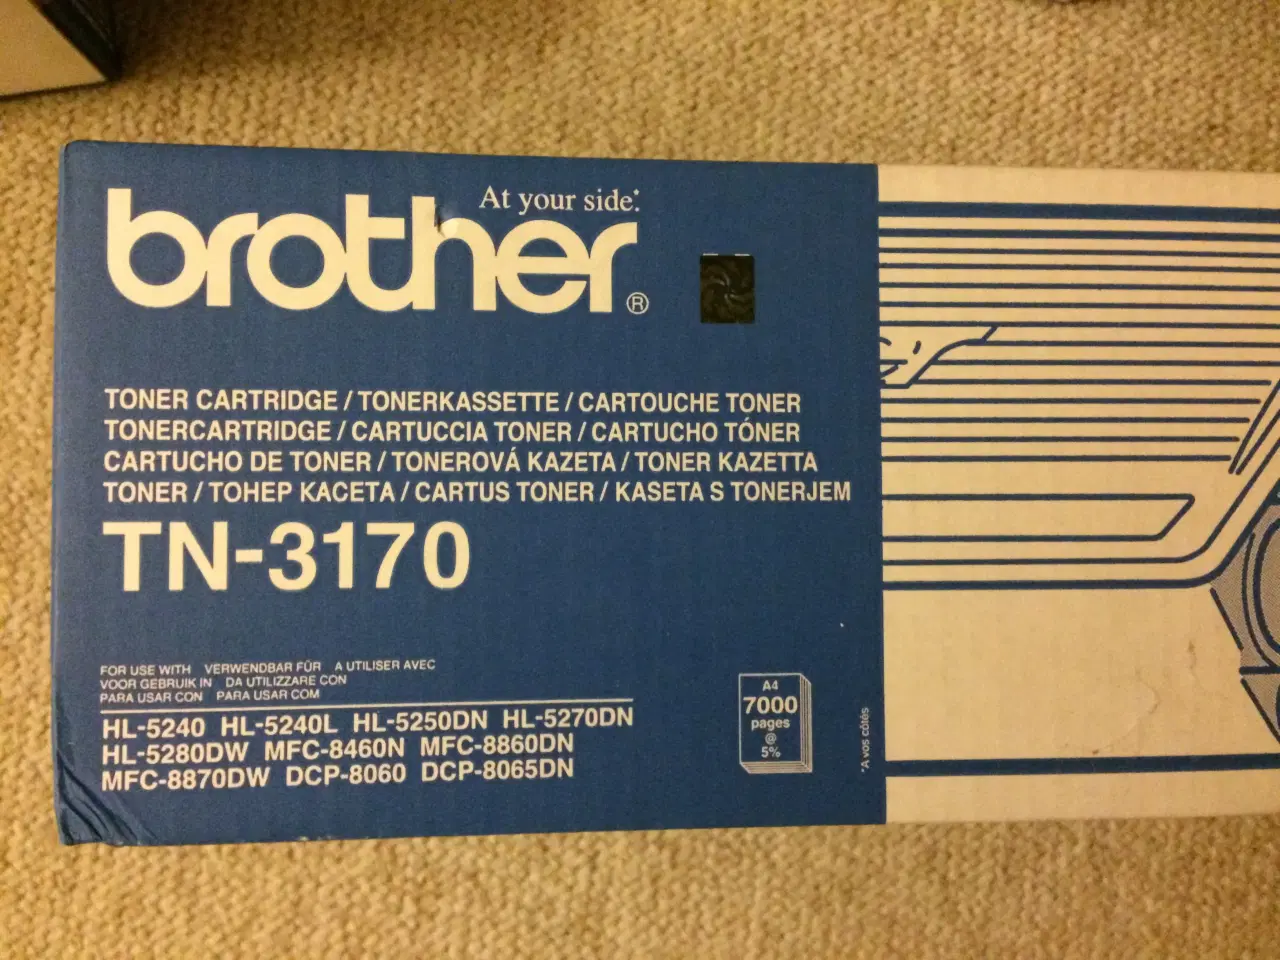 At your side.*
brother®
TONER CARTRIDGE / TONERKASSETTE / CARTOUCHE TONER
TONERCARTRIDGE / CARTUCCIA TONER / CARTUCHO TÓNER
CARTUCHO DE TONER / TONEROVÁ KAZETA / TONER KAZETTA
TONER / ТОНЕР КАСЕТА / CARTUS TONER / KASETA S TONERJEM
TN-3170
FOR USE WITH VERWENDBAR FÜR A UTILISER AVEC
VOOR GEBRUIK IN DA UTILIZZARE CON
PARA USAR CON PARA USAR COM
HL-5240 HL-5240L HL-5250DN HL-5270DN
HL-5280DW MFC-8460N MFC-8860DN
MFC-8870DW DCP-8060 DCP-8065DN
A4
7000
pages
@
5%
*A vos côtés